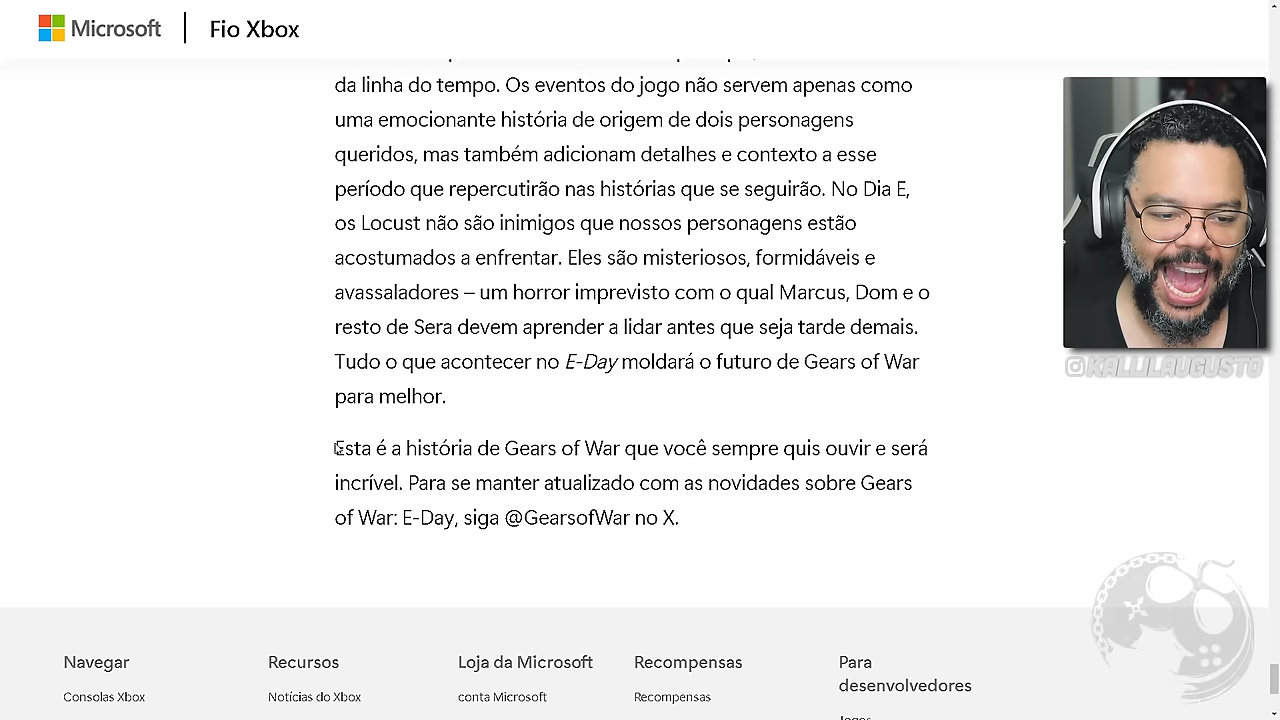 Microsoft
Fio Xbox
da linha do tempo. Os eventos do jogo não servem apenas como
uma emocionante história de origem de dois personagens
queridos, mas também adicionam detalhes e contexto a esse
período que repercutirão nas histórias que se seguirão. No Dia E,
os Locust não são inimigos que nossos personagens estão
acostumados a enfrentar. Eles são misteriosos, formidáveis e
avassaladores – um horror imprevisto com o qual Marcus, Dom e o
resto de Sera devem aprender a lidar antes que seja tarde demais.
Tudo o que acontecer no E-Day moldará o futuro de Gears of War
para melhor.
Esta é a história de Gears of War que você sempre quis ouvir e será
incrível. Para se manter atualizado com as novidades sobre Gears
of War: E-Day, siga @GearsofWar no X.
KALLILAUGUSTO
Navegar
Consolas Xbox
Recursos
Notícias do Xbox
Loja da Microsoft
conta Microsoft
Recompensas
Recompensas
Para
desenvolvedores
Jogos